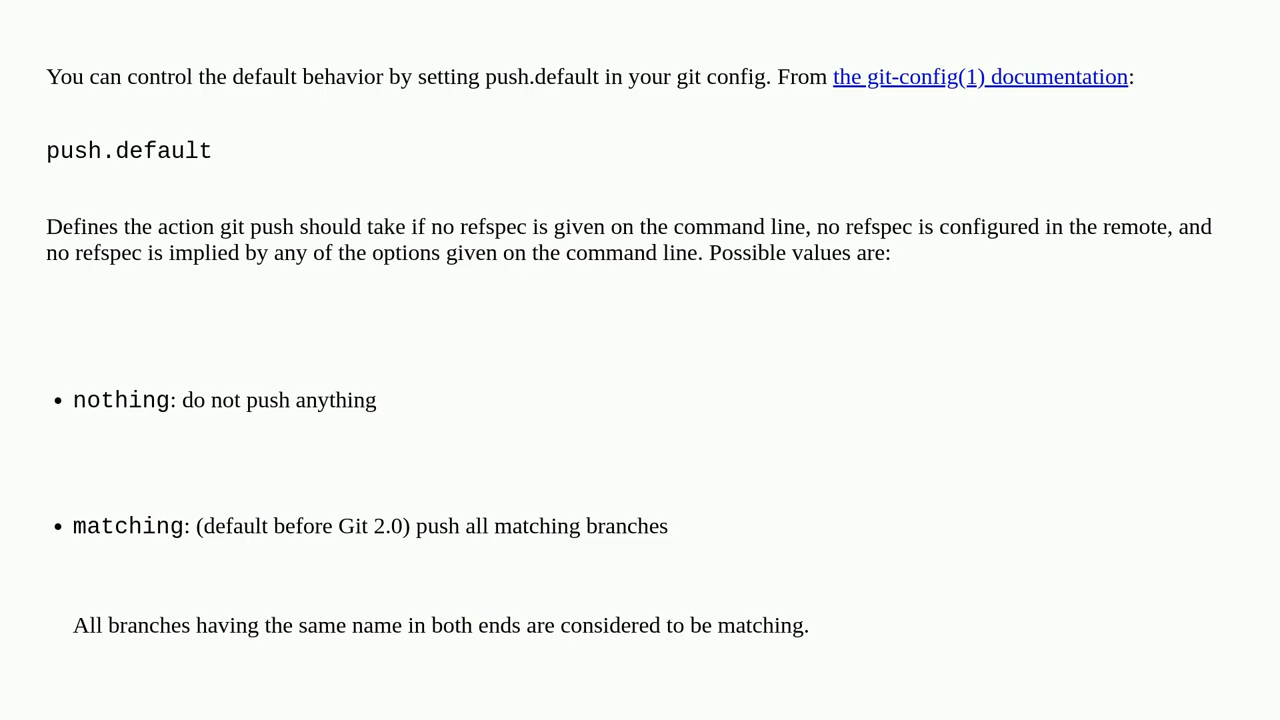 You can control the default behavior by setting push.default in your git config. From the git-config(1) documentation:
push.default
Defines the action git push should take if no refspec is given on the command line, no refspec is configured in the remote, and
no refspec is implied by any of the options given on the command line. Possible values are:
• nothing: do not push anything
• matching: (default before Git 2.0) push all matching branches
All branches having the same name in both ends are considered to be matching.